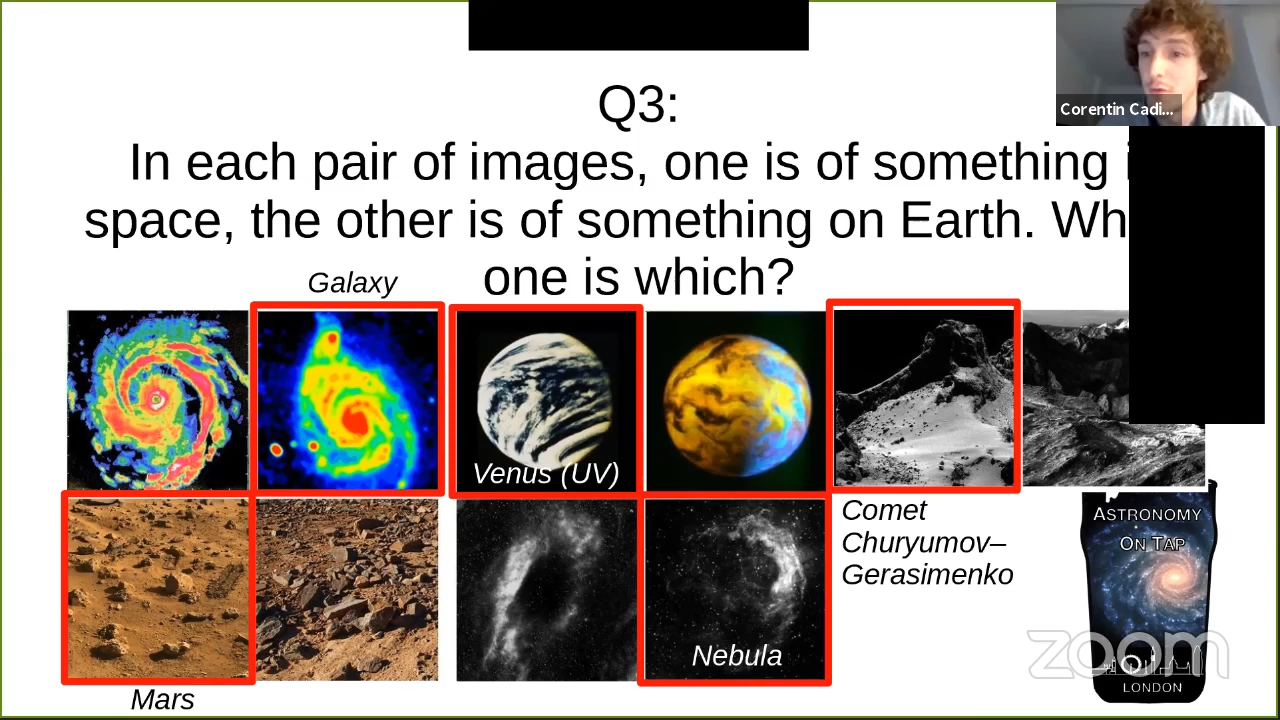 Corentin Cadi...
Q3:
In each pair of images, one is of something
space, the other is of something on Earth.
one is which?
Galaxy
Venus (UV)
Comet
Churyumov–
Gerasimenko
Nebula
Mars
ASTRONOMY
ON TAP
LONDON
zoom